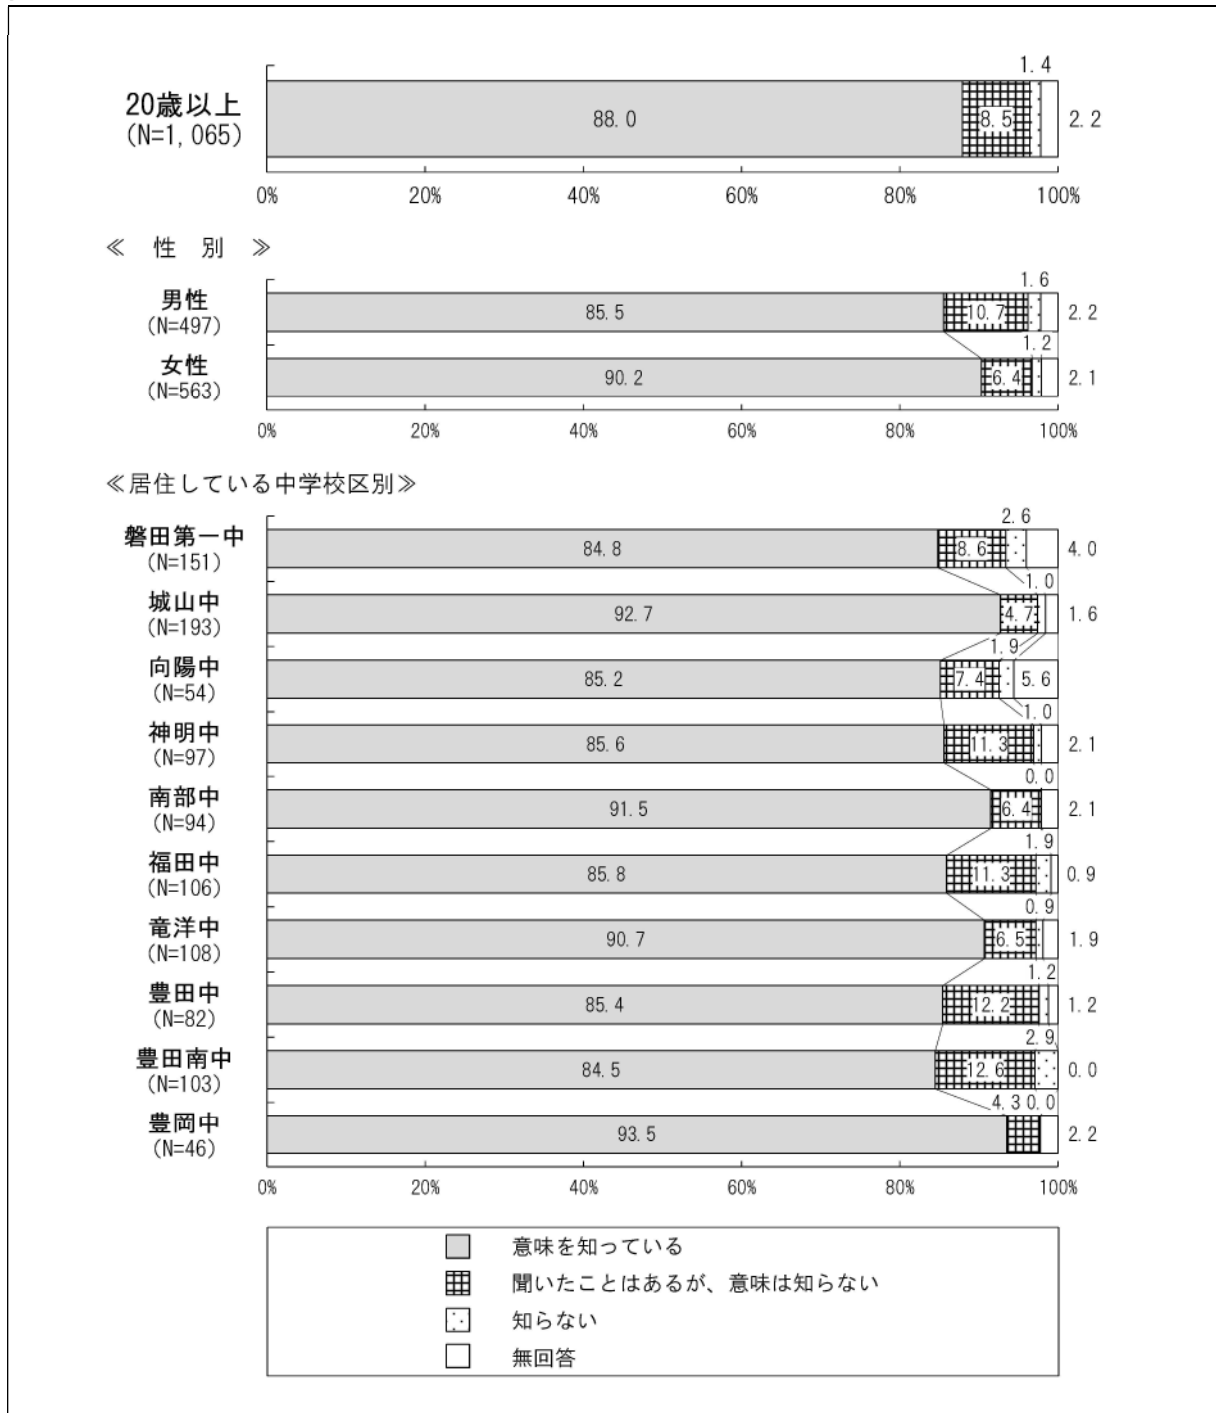 1.4
20歳以上 88.0 8.5 2.2
(N=1,065)
0% 20% 40% 60% 80% 100%
≪ 性 別 ≫
1.6
男性 85.5 10.7 2.2
(N=497)
1.2
女性 90.2 6.4 2.1
(N=563)
0% 20% 40% 60% 80% 100%
≪居住している中学校区別≫
2.6
磐田第一中 84.8 8.6 4.0
(N=151)
1.0
城山中 92.7 4.7 1.6
(N=193)
1.9
向陽中 85.2 7.4 5.6
(N=54)
1.0
神明中 85.6 11.3 2.1
(N=97)
0.0
南部中 91.5 6.4 2.1
(N=94)
1.9
福田中 85.8 11.3 0.9
(N=106)
0.9
竜洋中 90.7 6.5 1.9
(N=108)
1.2
豊田中 85.4 12.2 1.2
(N=82)
2.9
豊田南中 84.5 12.6 0.0
(N=103)
4.3 0.0
豊岡中 93.5 2.2
(N=46)
0% 20% 40% 60% 80% 100%
意味を知っている
聞いたことはあるが、意味は知らない
知らない
無回答